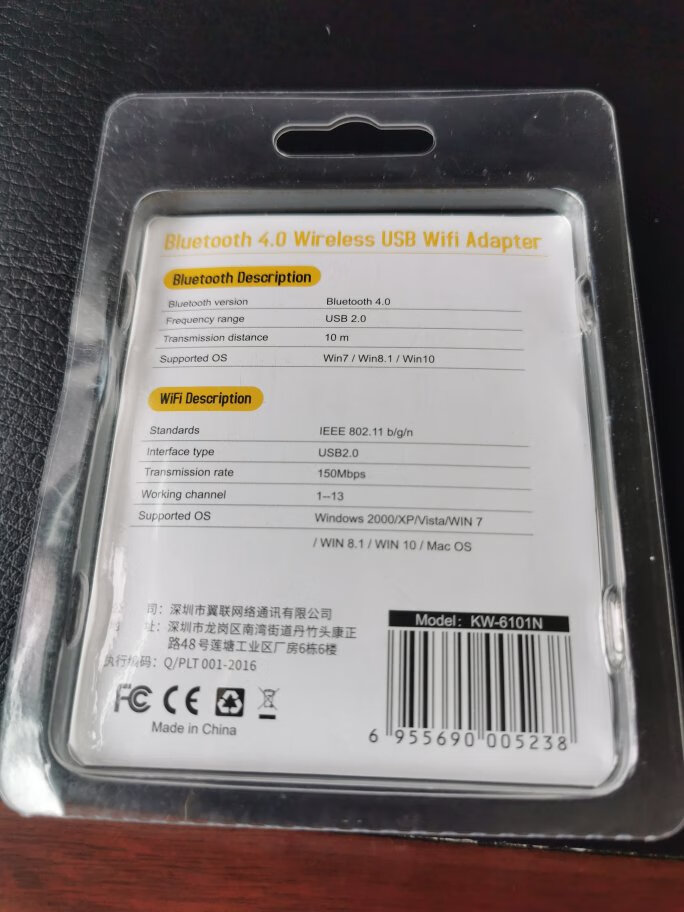 Bluetooth 4.0 Wireless USB Wifi Adapter
Bluetooth Description
Bluetooth version Bluetooth 4.0
Frequency range USB 2.0
Transmission distance 10 m
Supported OS Win7 / Win8.1 / Win10
WiFi Description
Standards IEEE 802.11 b/g/n
Interface type USB2.0
Transmission rate 150Mbps
Working channel 1--13
Supported OS Windows 2000/XP/Vista/WIN 7
/ WIN 8.1 / WIN 10 / Mac OS
司：深圳市翼联网络通讯有限公司
址：深圳市龙岗区南湾街道丹竹头康正
路48号莲塘工业区厂房6栋6楼
执行编码：Q/PLT 001-2016
FC CE
Made in China
Model：KW-6101N
6 955690 005238